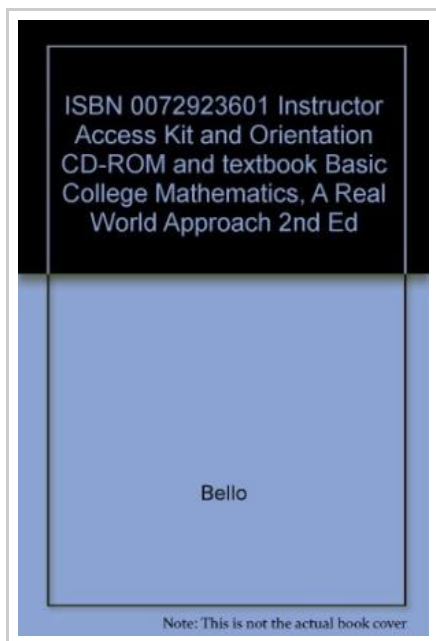 ISBN 0072923601 Instructor
Access Kit and Orientation
CD-ROM and textbook Basic
College Mathematics, A Real
World Approach 2nd Ed
Bello
Note: This is not the actual book cover